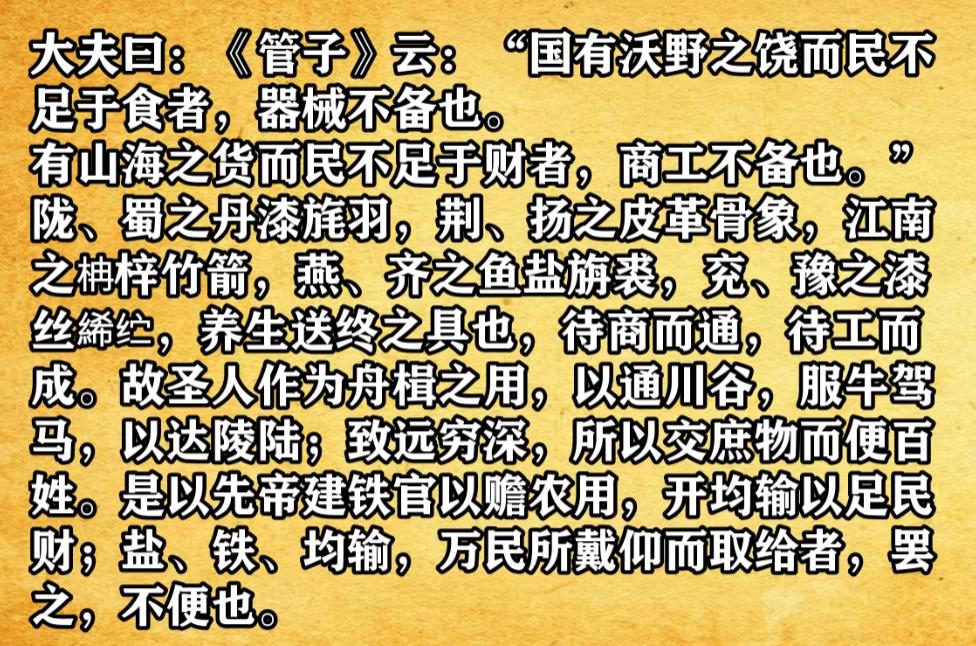 大夫曰：《管子》云：“国有沃野之饶而民不
足于食者，器械不备也。
有山海之货而民不足于财者，商工不备也。”
陇、蜀之丹漆旄羽，荆、扬之皮革骨象，江南
之柟梓竹箭，燕、齐之鱼盐旃裘，兖、豫之漆
丝絺纻，养生送终之具也，待商而通，待工而
成。故圣人作为舟楫之用，以通川谷，服牛驾
马，以达陵陆；致远穷深，所以交庶物而便百
姓。是以先帝建铁官以赡农用，开均输以足民
财；盐、铁、均输，万民所戴仰而取给者，罢
之，不便也。